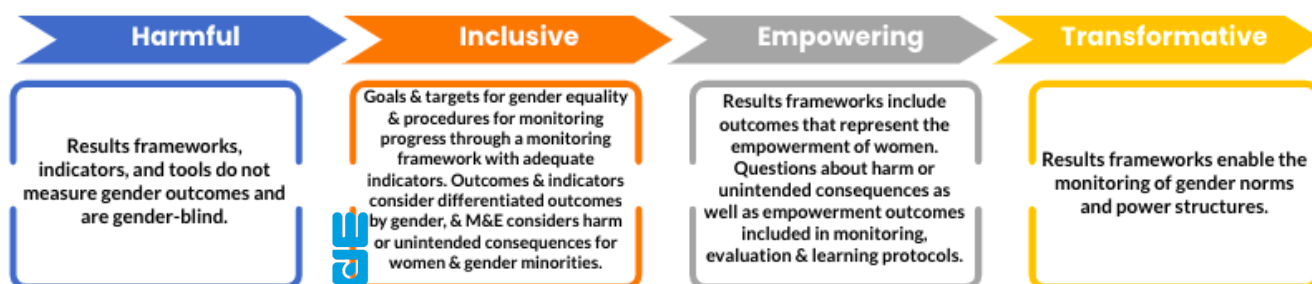 Harmful
Inclusive
Empowering
Transformative
Results frameworks,
indicators, and tools do not
measure gender outcomes and
are gender-blind.
Goals & targets for gender equality
& procedures for monitoring
progress through a monitoring
framework with adequate
indicators. Outcomes & indicators
consider differentiated outcomes
by gender, & M&E considers harm
or unintended consequences for
women & gender minorities.
Results frameworks include
outcomes that represent the
empowerment of women.
Questions about harm or
unintended consequences as
well as empowerment outcomes
included in monitoring,
evaluation & learning protocols.
Results frameworks enable the
monitoring of gender norms
and power structures.